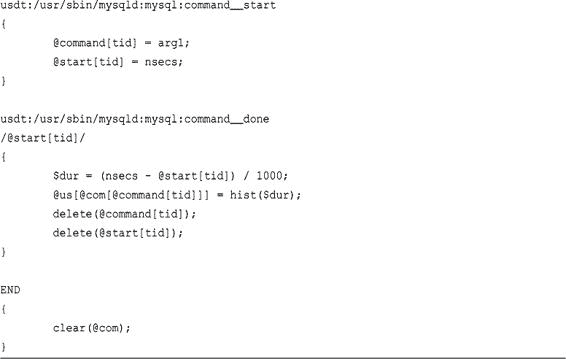 usdt:/usr/sbin/mysqld:mysql:command__start
{
        @command[tid] = arg1;
        @start[tid] = nsecs;
}

usdt:/usr/sbin/mysqld:mysql:command__done
/@start[tid]/
{
        $dur = (nsecs - @start[tid]) / 1000;
        @us[@com[@command[tid]]] = hist($dur);
        delete(@command[tid]);
        delete(@start[tid]);
}

END
{
        clear(@com);
}